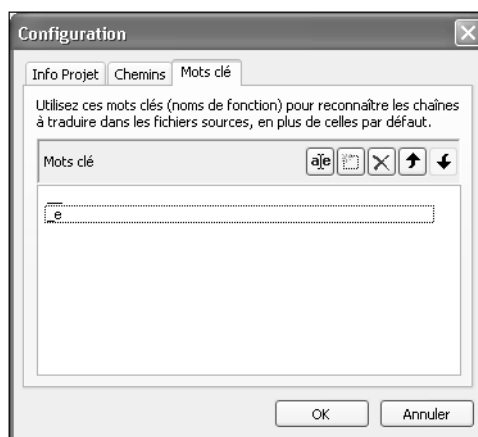 Configuration
Info Projet Chemins Mots clé
Utilisez ces mots clés (noms de fonction) pour reconnaître les chaînes
à traduire dans les fichiers sources, en plus de celles par défaut.
Mots clé
__
_e
OK Annuler